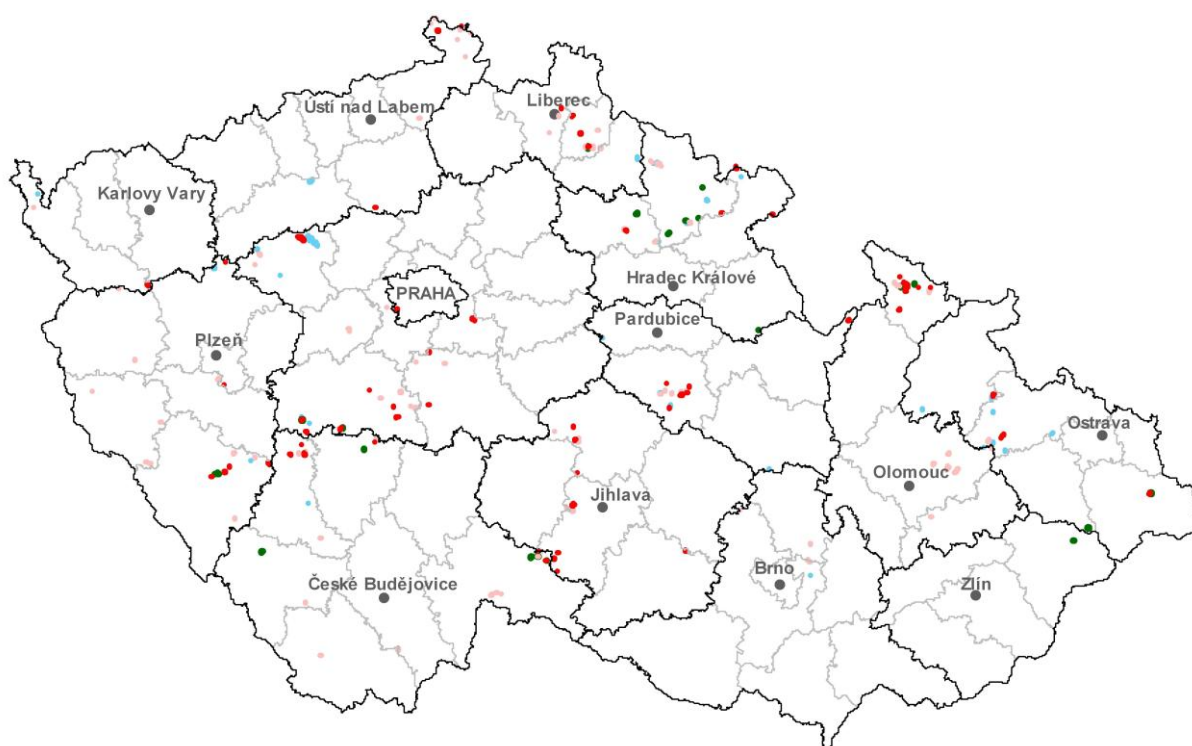 Liberec
Ústí nad Labem
Karlovy Vary
Hradec Králové
PRAHA
Pardubice
Plzeň
Ostrava
Olomouc
Jihlava
Brno
České Budějovice
Zlín